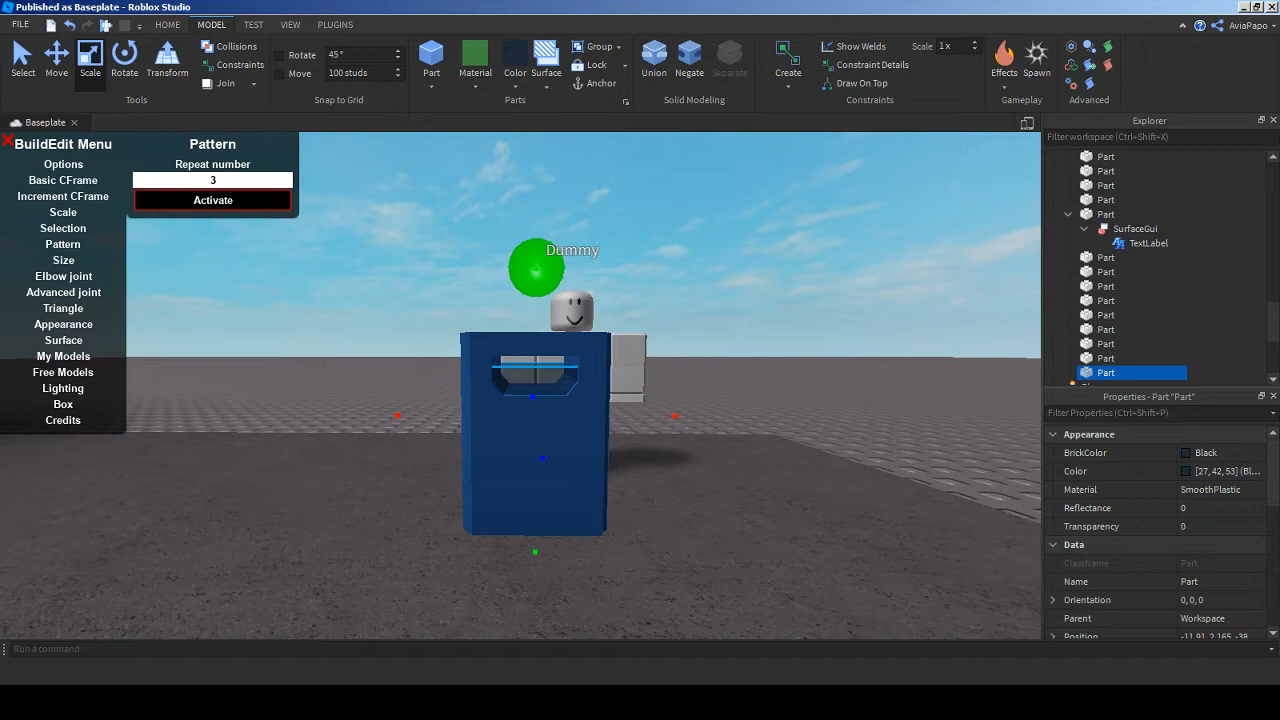 Published as Baseplate - Roblox Studio
FILE HOME MODEL TEST VIEW PLUGINS AviaPapo
Select Move Scale Rotate Transform
Collisions
Constraints
Join
Tools
Rotate 45°
Move 100 studs
Snap to Grid
Part Material Color Surface
Group
Lock
Anchor
Parts
Union Negate Separate
Solid Modeling
Create
Show Welds Scale 1x
Constraint Details
Draw On Top
Constraints
Effects Spawn
Gameplay
Advanced
Baseplate
BuildEdit Menu
Options
Basic CFrame
Increment CFrame
Scale
Selection
Pattern
Size
Elbow joint
Advanced joint
Triangle
Appearance
Surface
My Models
Free Models
Lighting
Box
Credits
Pattern
Repeat number
3
Activate
Dummy
Explorer
Filter workspace (Ctrl+Shift+X)
Part
Part
Part
Part
Part
SurfaceGui
TextLabel
Part
Part
Part
Part
Part
Part
Part
Part
Part
Properties - Part "Part"
Filter Properties (Ctrl+Shift+P)
Appearance
BrickColor Black
Color [27, 42, 53] (Bl...
Material SmoothPlastic
Reflectance 0
Transparency 0
Data
ClassName Part
Name Part
Orientation 0, 0, 0
Parent Workspace
Position -11.91, 2.165, -38
Run a command